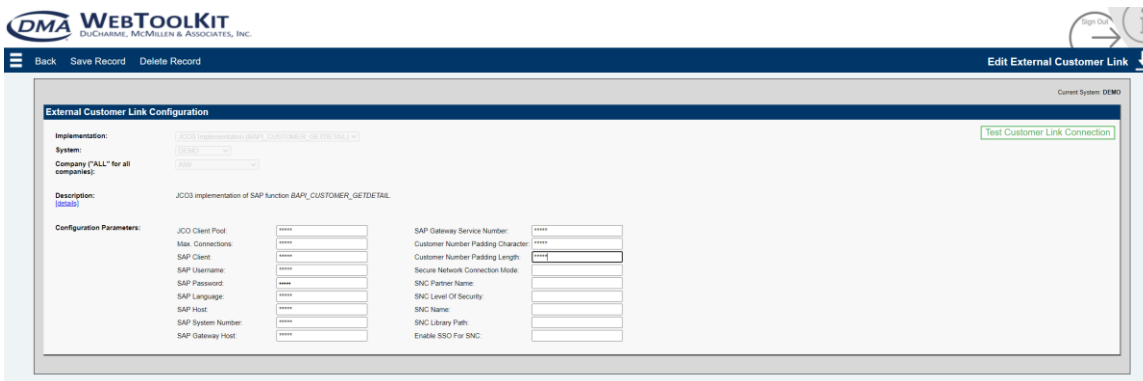 DMA WEBTOOLKIT
DUCHARME, MCMILLEN & ASSOCIATES, INC.
Sign Out
Back Save Record Delete Record Edit External Customer Link
Current System: DEMO
External Customer Link Configuration
Implementation: JCO3 Implementation (BAPI_CUSTOMER_GETDETAIL) Test Customer Link Connection
System: DEMO
Company ("ALL" for all
companies):
Description: JCO3 implementation of SAP function BAPI_CUSTOMER_GETDETAIL.
[details]
Configuration Parameters: JCO Client Pool: ***** SAP Gateway Service Number: *****
Max. Connections: ***** Customer Number Padding Character: *****
SAP Client: ***** Customer Number Padding Length: *****
SAP Username: ***** Secure Network Connection Mode:
SAP Password: ••••• SNC Partner Name:
SAP Language: ***** SNC Level Of Security:
SAP Host: ***** SNC Name:
SAP System Number: ***** SNC Library Path:
SAP Gateway Host: ***** Enable SSO For SNC: